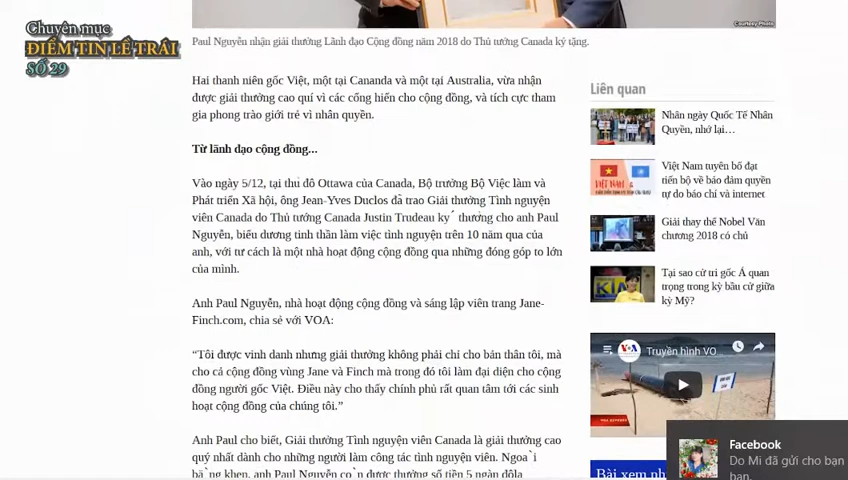 Chuyên mục
ĐIỂM TIN LỀ TRÁI
SỐ 29
Courtesy Photo
Paul Nguyễn nhận giải thưởng Lãnh đạo Cộng đồng năm 2018 do Thủ tướng Canada ký tặng.
Hai thanh niên gốc Việt, một tại Cananda và một tại Australia, vừa nhận
được giải thưởng cao quí vì các cống hiến cho cộng đồng, và tích cực tham
gia phong trào giới trẻ vì nhân quyền.
Từ lãnh đạo cộng đồng...
Vào ngày 5/12, tại thủ đô Ottawa của Canada, Bộ trưởng Bộ Việc làm và
Phát triển Xã hội, ông Jean-Yves Duclos đã trao Giải thưởng Tình nguyện
viên Canada do Thủ tướng Canada Justin Trudeau ký thưởng cho anh Paul
Nguyễn, biểu dương tinh thần làm việc tình nguyện trên 10 năm qua của
anh, với tư cách là một nhà hoạt động cộng đồng qua những đóng góp to lớn
của mình.
Anh Paul Nguyễn, nhà hoạt động cộng đồng và sáng lập viên trang Jane-
Finch.com, chia sẻ với VOA:
“Tôi được vinh danh nhưng giải thưởng không phải chỉ cho bản thân tôi, mà
cho cả cộng đồng vùng Jane và Finch mà trong đó tôi làm đại diện cho cộng
đồng người gốc Việt. Điều này cho thấy chính phủ rất quan tâm tới các sinh
hoạt cộng đồng của chúng tôi.”
Anh Paul cho biết, Giải thưởng Tình nguyện viên Canada là giải thưởng cao
quý nhất dành cho những người làm công tác tình nguyện viên. Ngoài
bằng khen, anh Paul Nguyễn còn được thưởng số tiền 5 ngàn đôla
Liên quan
Nhân ngày Quốc Tế Nhân
Quyền, nhớ lại…
Việt Nam tuyên bố đạt
tiến bộ về bảo đảm quyền
tự do báo chí và internet
Giải thay thế Nobel Văn
chương 2018 có chủ
Tại sao cử tri gốc Á quan
trọng trong kỳ bầu cử giữa
kỳ Mỹ?
VOA
Truyền hình VO...
Bài xem nh
Facebook
Do Mi đã gửi cho bạn
bạn.